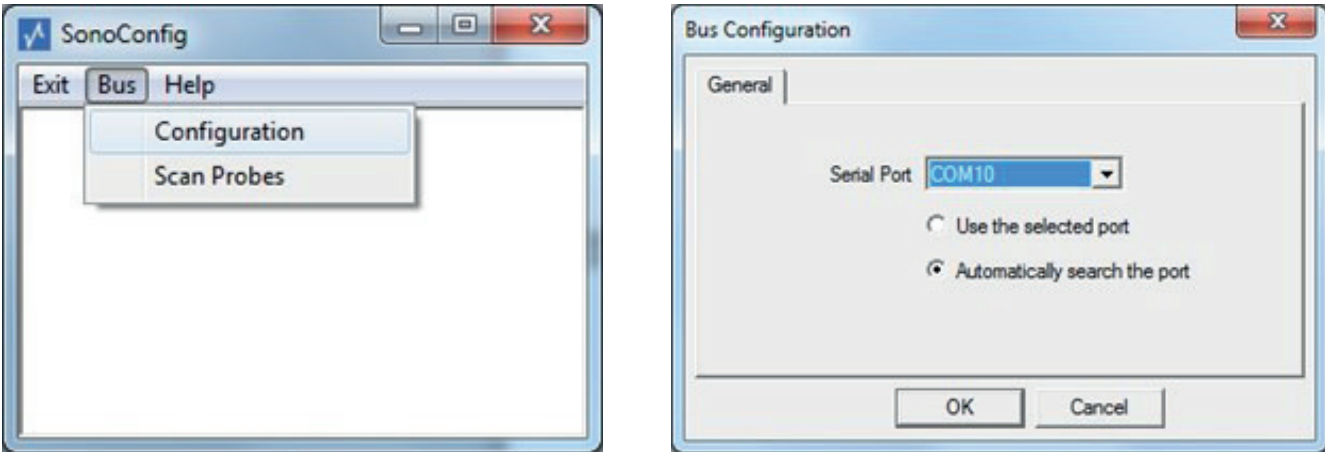 SonoConfig
Exit Bus Help
Configuration
Scan Probes
Bus Configuration
General
Serial Port COM10
Use the selected port
Automatically search the port
OK Cancel